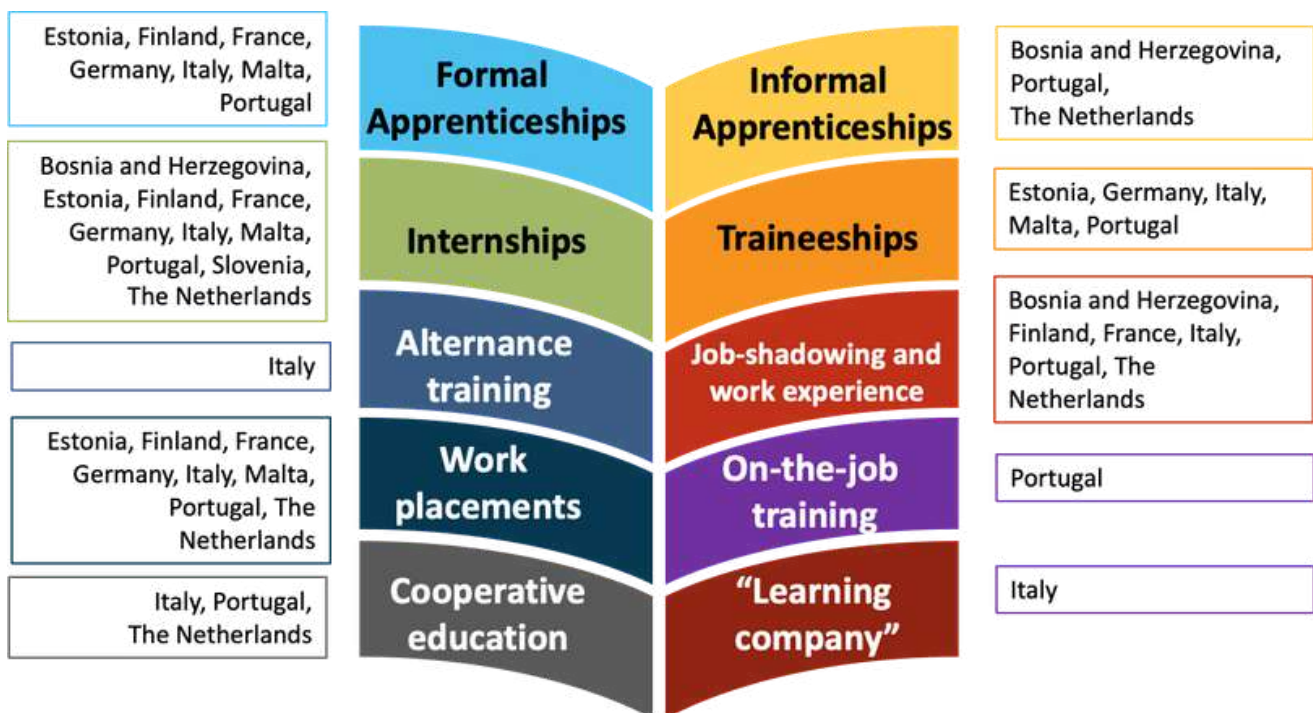 Estonia, Finland, France,
Germany, Italy, Malta,
Portugal
Formal
Apprenticeships
Informal
Apprenticeships
Bosnia and Herzegovina,
Portugal,
The Netherlands
Bosnia and Herzegovina,
Estonia, Finland, France,
Germany, Italy, Malta,
Portugal, Slovenia,
The Netherlands
Internships
Traineeships
Estonia, Germany, Italy,
Malta, Portugal
Italy
Alternance
training
Job-shadowing and
work experience
Bosnia and Herzegovina,
Finland, France, Italy,
Portugal, The
Netherlands
Estonia, Finland, France,
Germany, Italy, Malta,
Portugal, The
Netherlands
Work
placements
On-the-job
training
Portugal
Italy, Portugal,
The Netherlands
Cooperative
education
“Learning
company”
Italy